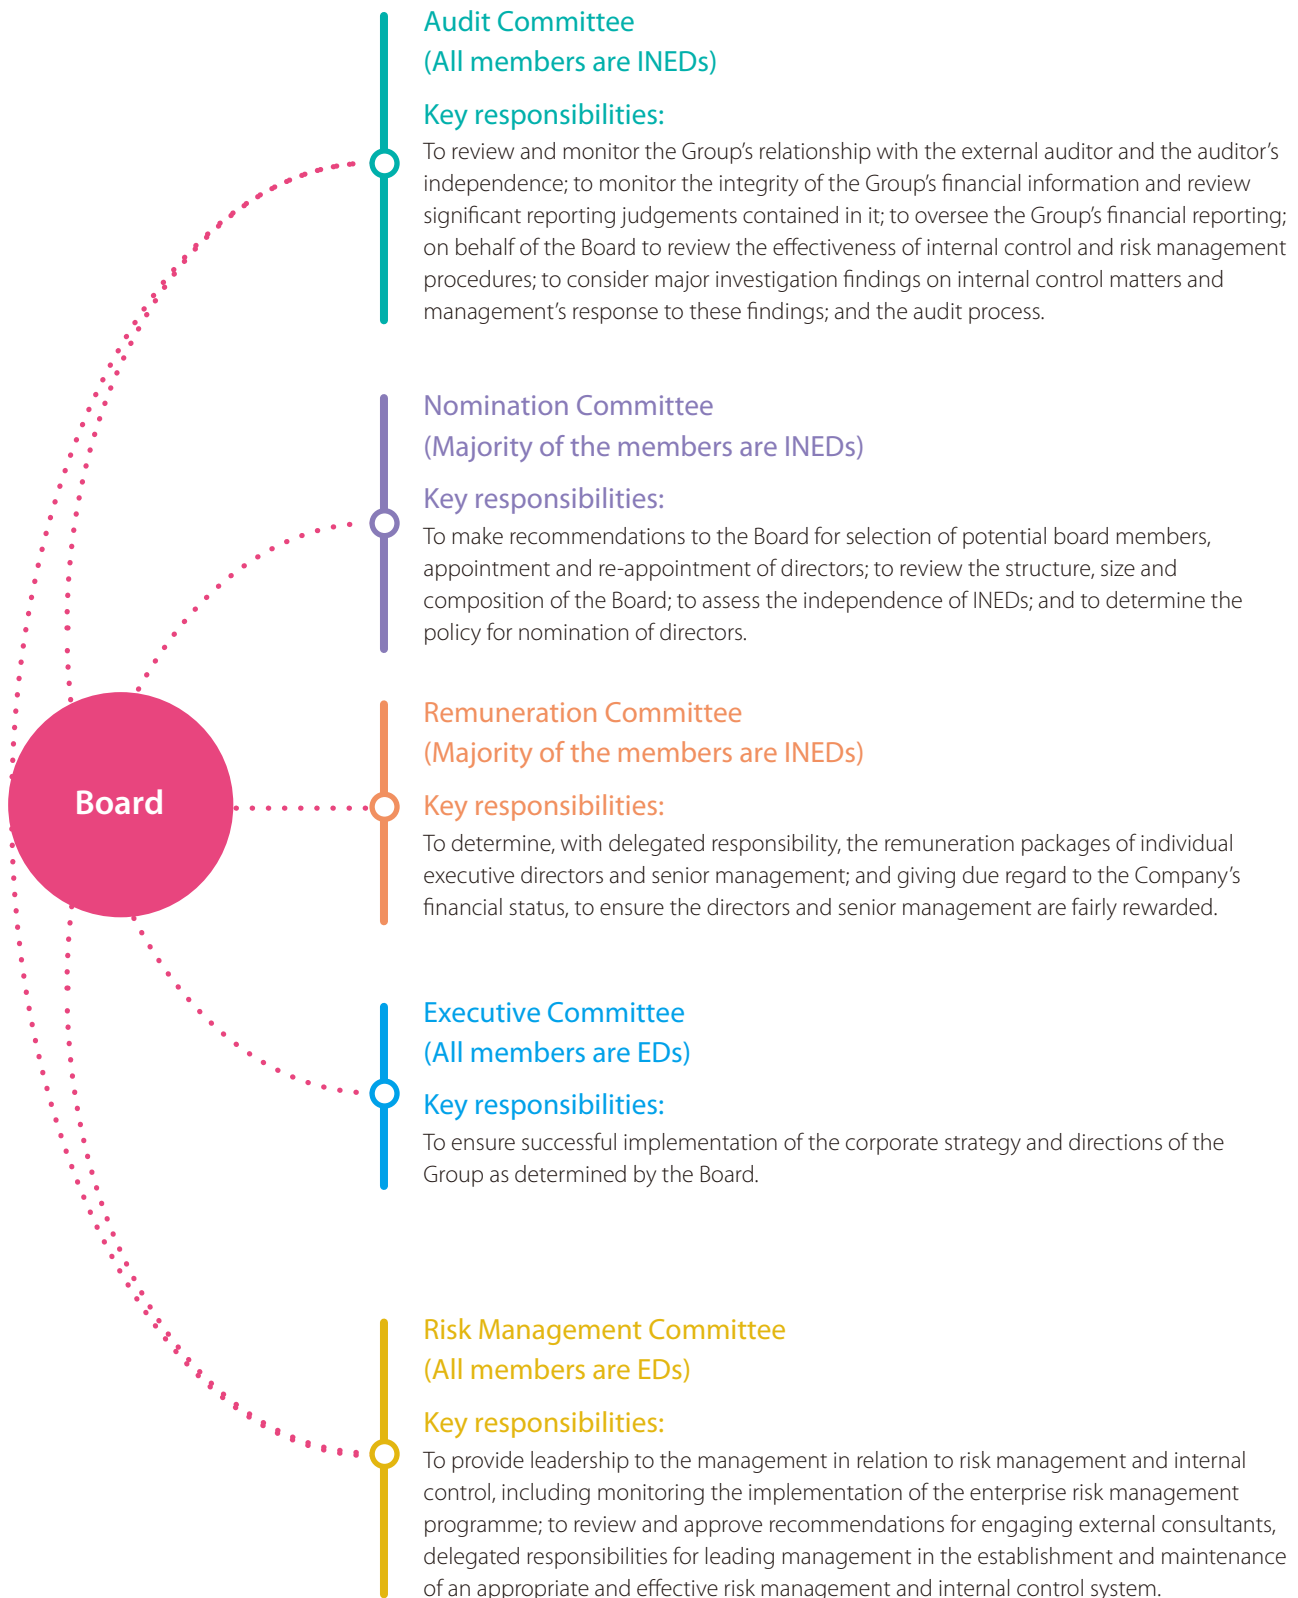 Audit Committee
(All members are INEDs)
Key responsibilities:
To review and monitor the Group’s relationship with the external auditor and the auditor’s
independence; to monitor the integrity of the Group’s financial information and review
significant reporting judgements contained in it; to oversee the Group’s financial reporting;
on behalf of the Board to review the effectiveness of internal control and risk management
procedures; to consider major investigation findings on internal control matters and
management’s response to these findings; and the audit process.
Nomination Committee
(Majority of the members are INEDs)
Key responsibilities:
To make recommendations to the Board for selection of potential board members,
appointment and re-appointment of directors; to review the structure, size and
composition of the Board; to assess the independence of INEDs; and to determine the
policy for nomination of directors.
Remuneration Committee
(Majority of the members are INEDs)
Board
Key responsibilities:
To determine, with delegated responsibility, the remuneration packages of individual
executive directors and senior management; and giving due regard to the Company’s
financial status, to ensure the directors and senior management are fairly rewarded.
Executive Committee
(All members are EDs)
Key responsibilities:
To ensure successful implementation of the corporate strategy and directions of the
Group as determined by the Board.
Risk Management Committee
(All members are EDs)
Key responsibilities:
To provide leadership to the management in relation to risk management and internal
control, including monitoring the implementation of the enterprise risk management
programme; to review and approve recommendations for engaging external consultants,
delegated responsibilities for leading management in the establishment and maintenance
of an appropriate and effective risk management and internal control system.